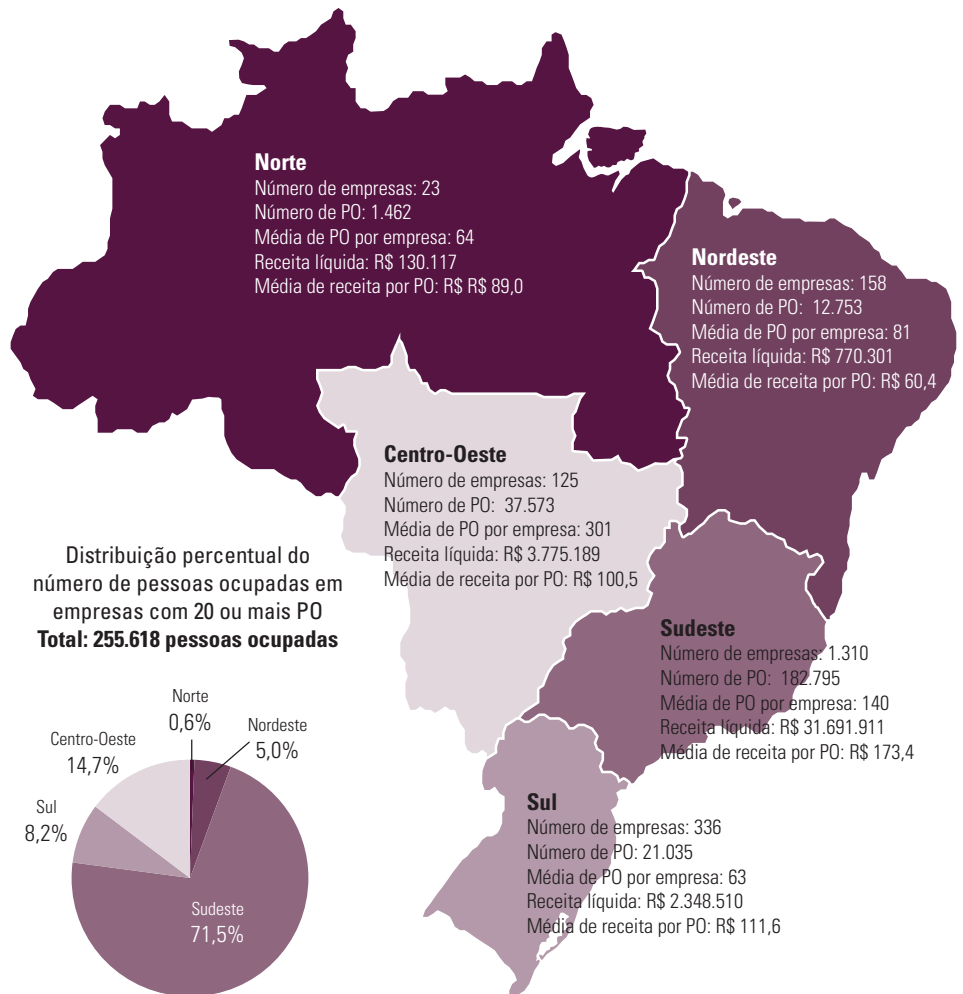 Norte
Número de empresas: 23
Número de PO: 1.462
Média de PO por empresa: 64
Receita líquida: R$ 130.117
Média de receita por PO: R$ R$ 89,0
Nordeste
Número de empresas: 158
Número de PO: 12.753
Média de PO por empresa: 81
Receita líquida: R$ 770.301
Média de receita por PO: R$ 60,4
Centro-Oeste
Número de empresas: 125
Número de PO: 37.573
Média de PO por empresa: 301
Receita líquida: R$ 3.775.189
Média de receita por PO: R$ 100,5
Sudeste
Número de empresas: 1.310
Número de PO: 182.795
Média de PO por empresa: 140
Receita líquida: R$ 31.691.911
Média de receita por PO: R$ 173,4
Sul
Número de empresas: 336
Número de PO: 21.035
Média de PO por empresa: 63
Receita líquida: R$ 2.348.510
Média de receita por PO: R$ 111,6
Distribuição percentual do
número de pessoas ocupadas em
empresas com 20 ou mais PO
Total: 255.618 pessoas ocupadas
Norte
0,6%
Nordeste
5,0%
Centro-Oeste
14,7%
Sul
8,2%
Sudeste
71,5%